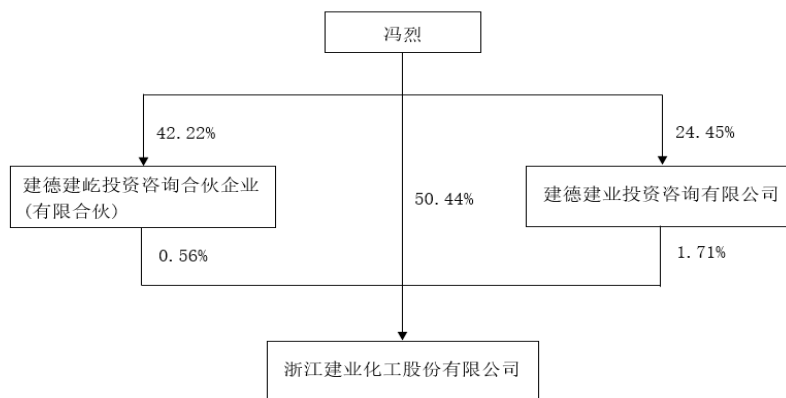 冯烈
42.22%
24.45%
建德建屹投资咨询合伙企业
(有限合伙)
50.44%
建德建业投资咨询有限公司
0.56%
1.71%
浙江建业化工股份有限公司